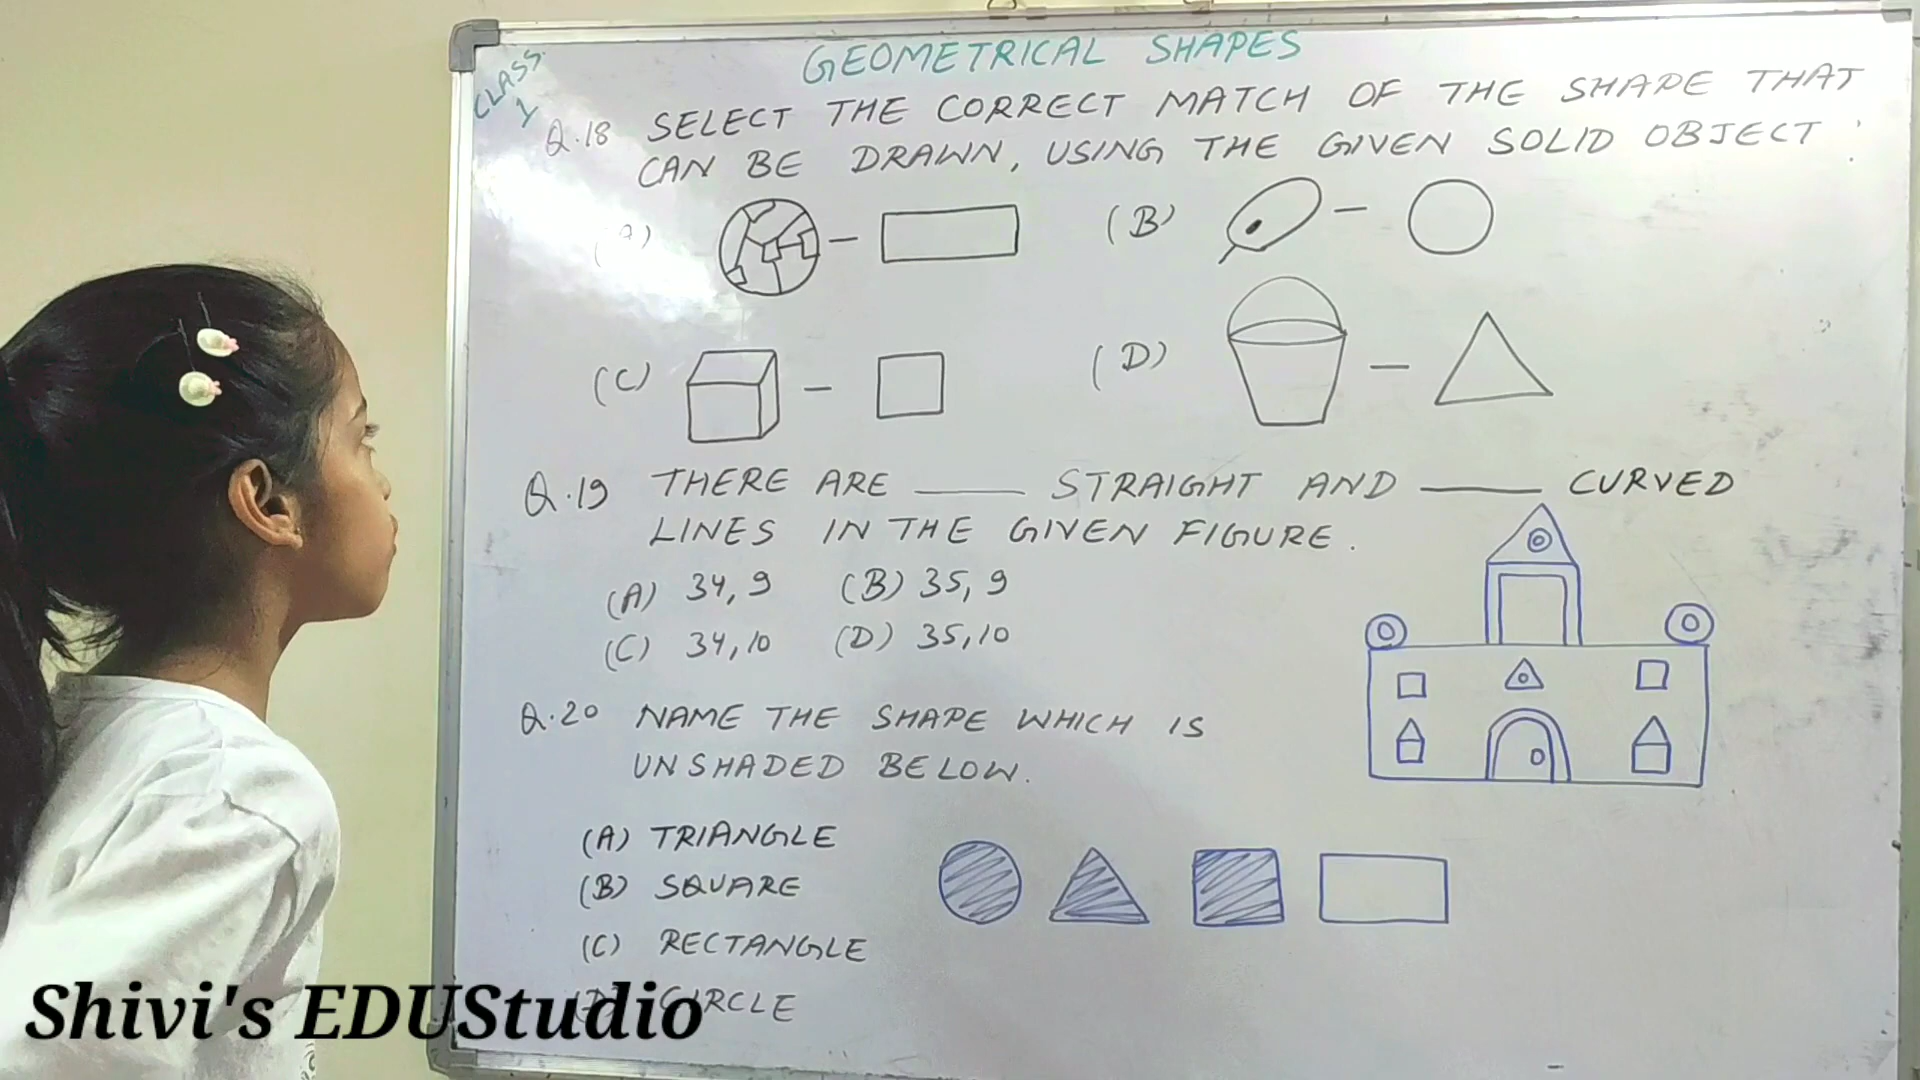 GEOMETRICAL SHAPES
CLASS
1
Q.18 SELECT THE CORRECT MATCH OF THE SHAPE THAT
CAN BE DRAWN, USING THE GIVEN SOLID OBJECT :
(A)
(B)
(C)
(D)
Q.19 THERE ARE ____ STRAIGHT AND ____ CURVED
LINES IN THE GIVEN FIGURE.
(A) 34, 9 (B) 35, 9
(C) 34, 10 (D) 35, 10
Q.20 NAME THE SHAPE WHICH IS
UNSHADED BELOW.
(A) TRIANGLE
(B) SQUARE
(C) RECTANGLE
(D) CIRCLE
Shivi's EDUStudio